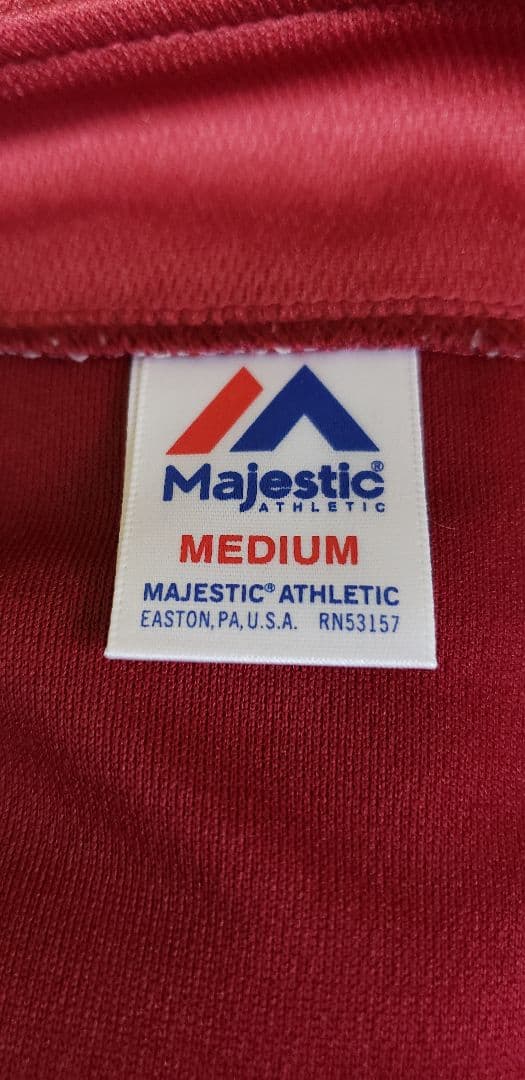 Majestic®
ATHLETIC
MEDIUM
MAJESTIC® ATHLETIC
EASTON, PA, U.S.A. RN53157